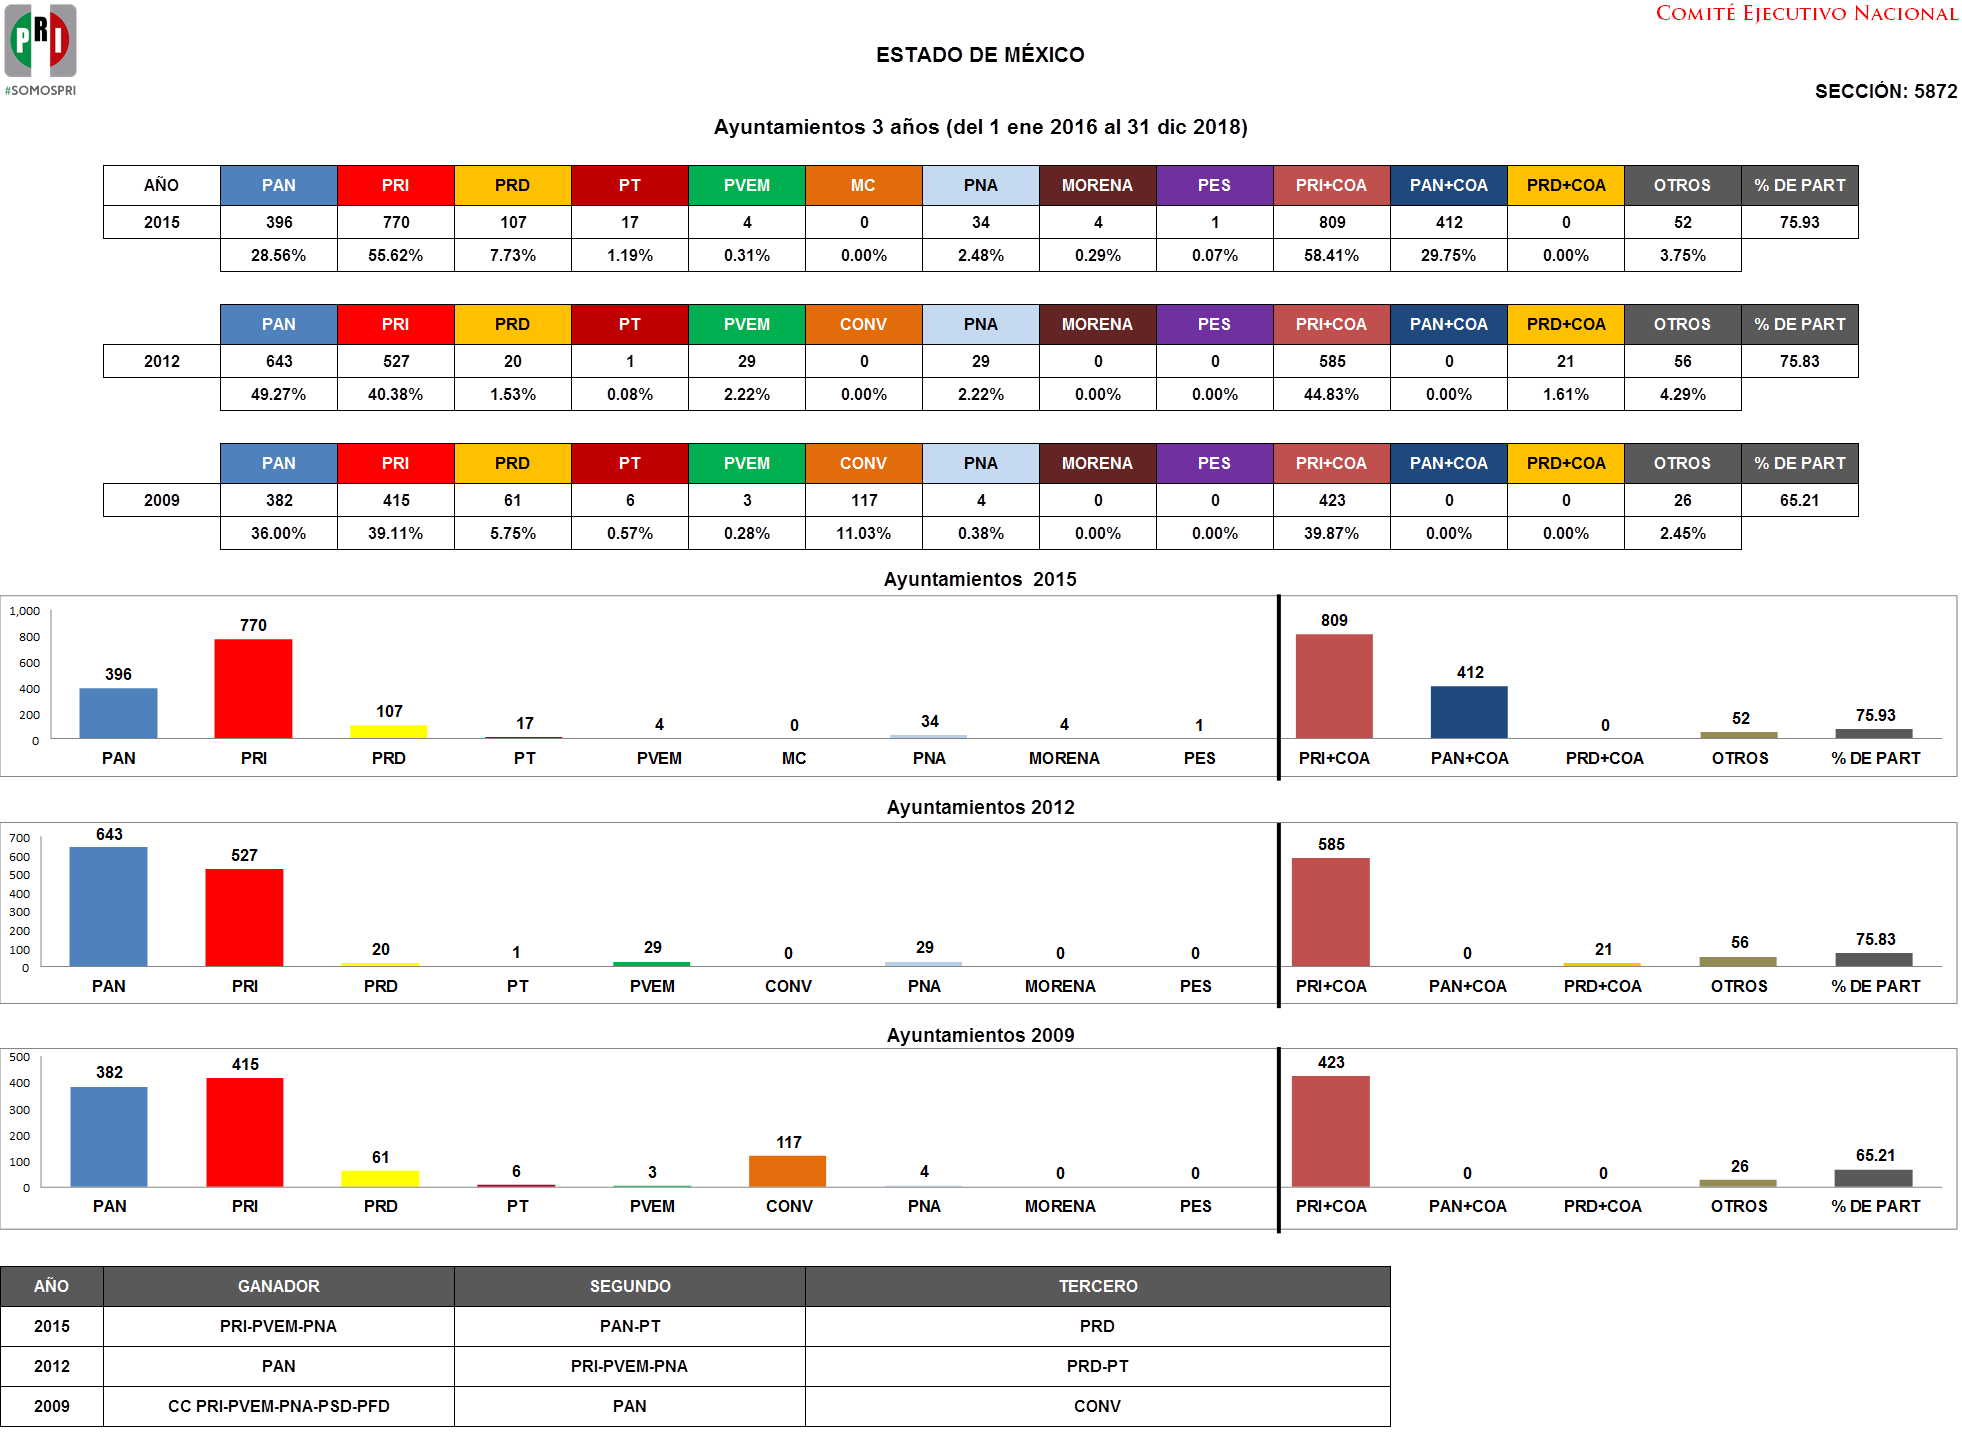 PRI
#SOMOSPRI
COMITÉ EJECUTIVO NACIONAL
ESTADO DE MÉXICO
SECCIÓN: 5872
Ayuntamientos 3 años (del 1 ene 2016 al 31 dic 2018)
AÑO PAN PRI PRD PT PVEM MC PNA MORENA PES PRI+COA PAN+COA PRD+COA OTROS % DE PART
2015 396 770 107 17 4 0 34 4 1 809 412 0 52 75.93
28.56% 55.62% 7.73% 1.19% 0.31% 0.00% 2.48% 0.29% 0.07% 58.41% 29.75% 0.00% 3.75%
PAN PRI PRD PT PVEM CONV PNA MORENA PES PRI+COA PAN+COA PRD+COA OTROS % DE PART
2012 643 527 20 1 29 0 29 0 0 585 0 21 56 75.83
49.27% 40.38% 1.53% 0.08% 2.22% 0.00% 2.22% 0.00% 0.00% 44.83% 0.00% 1.61% 4.29%
PAN PRI PRD PT PVEM CONV PNA MORENA PES PRI+COA PAN+COA PRD+COA OTROS % DE PART
2009 382 415 61 6 3 117 4 0 0 423 0 0 26 65.21
36.00% 39.11% 5.75% 0.57% 0.28% 11.03% 0.38% 0.00% 0.00% 39.87% 0.00% 0.00% 2.45%
Ayuntamientos 2015
1,000
800
600
400
200
0
396 770 107 17 4 0 34 4 1 809 412 0 52 75.93
PAN PRI PRD PT PVEM MC PNA MORENA PES PRI+COA PAN+COA PRD+COA OTROS % DE PART
Ayuntamientos 2012
700
600
500
400
300
200
100
0
643 527 20 1 29 0 29 0 0 585 0 21 56 75.83
PAN PRI PRD PT PVEM CONV PNA MORENA PES PRI+COA PAN+COA PRD+COA OTROS % DE PART
Ayuntamientos 2009
500
400
300
200
100
0
382 415 61 6 3 117 4 0 0 423 0 0 26 65.21
PAN PRI PRD PT PVEM CONV PNA MORENA PES PRI+COA PAN+COA PRD+COA OTROS % DE PART
AÑO GANADOR SEGUNDO TERCERO
2015 PRI-PVEM-PNA PAN-PT PRD
2012 PAN PRI-PVEM-PNA PRD-PT
2009 CC PRI-PVEM-PNA-PSD-PFD PAN CONV